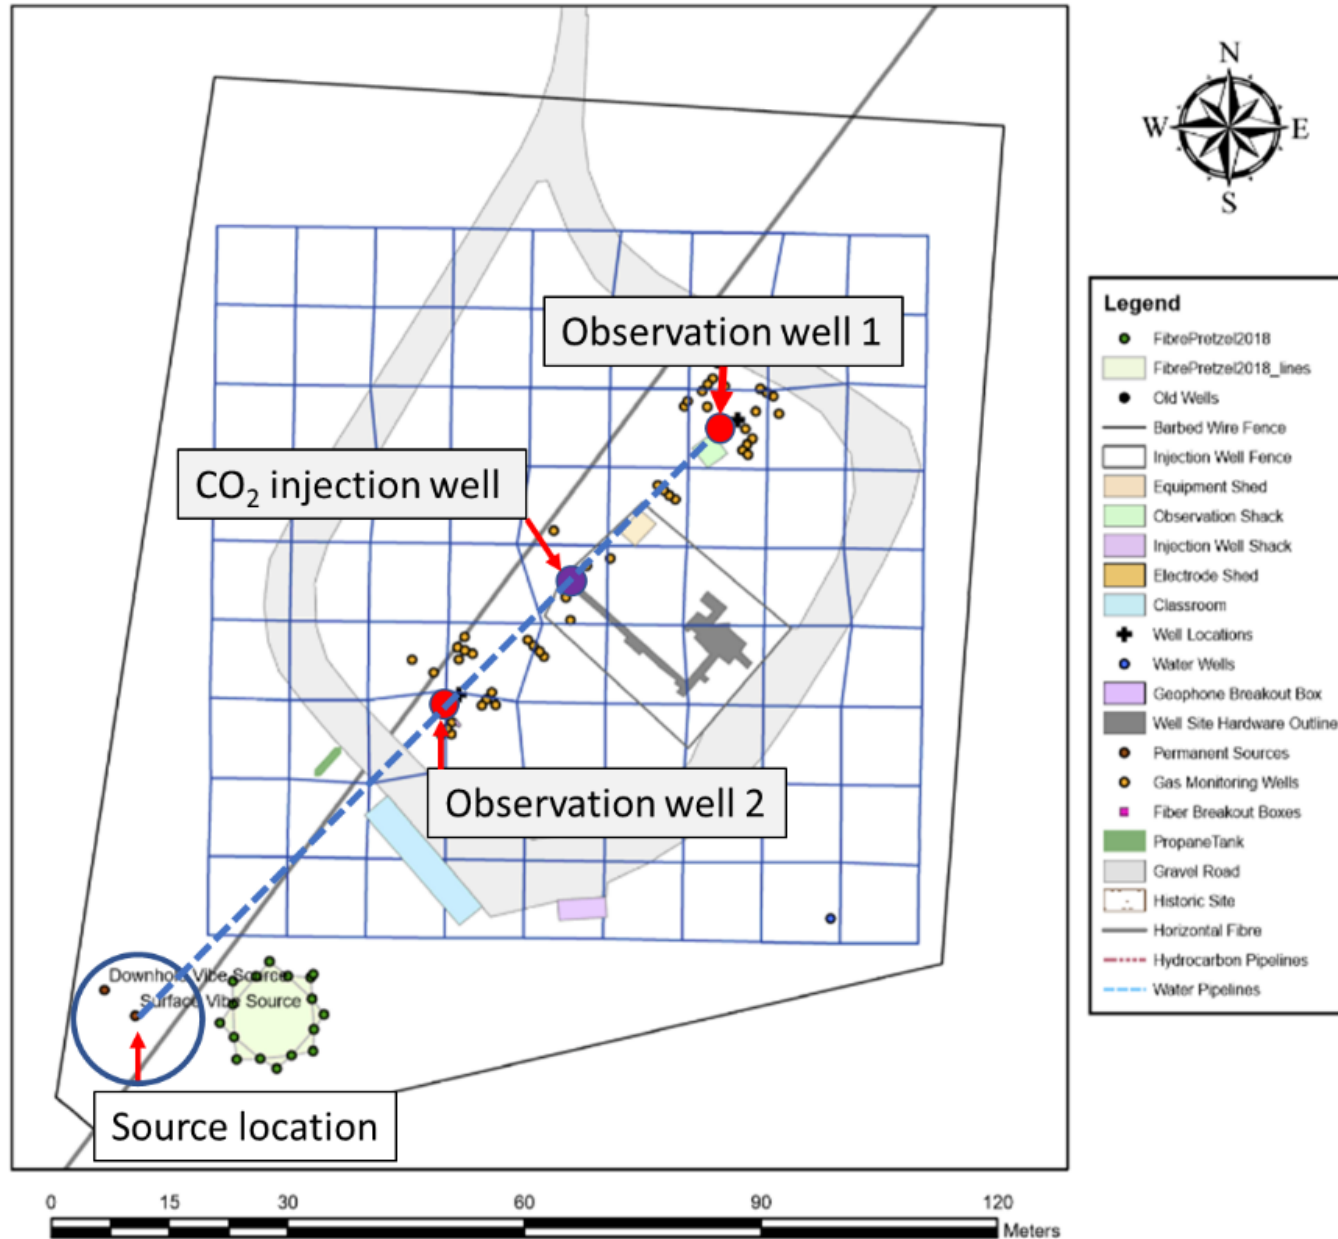 N
W E
S
Observation well 1
CO₂ injection well
Observation well 2
Downhole Vibe Source
Surface Vibe Source
Source location
Legend
FibrePretzel2018
FibrePretzel2018_lines
Old Wells
Barbed Wire Fence
Injection Well Fence
Equipment Shed
Observation Shack
Injection Well Shack
Electrode Shed
Classroom
Well Locations
Water Wells
Geophone Breakout Box
Well Site Hardware Outline
Permanent Sources
Gas Monitoring Wells
Fiber Breakout Boxes
PropaneTank
Gravel Road
Historic Site
Horizontal Fibre
Hydrocarbon Pipelines
Water Pipelines
0 15 30 60 90 120
Meters